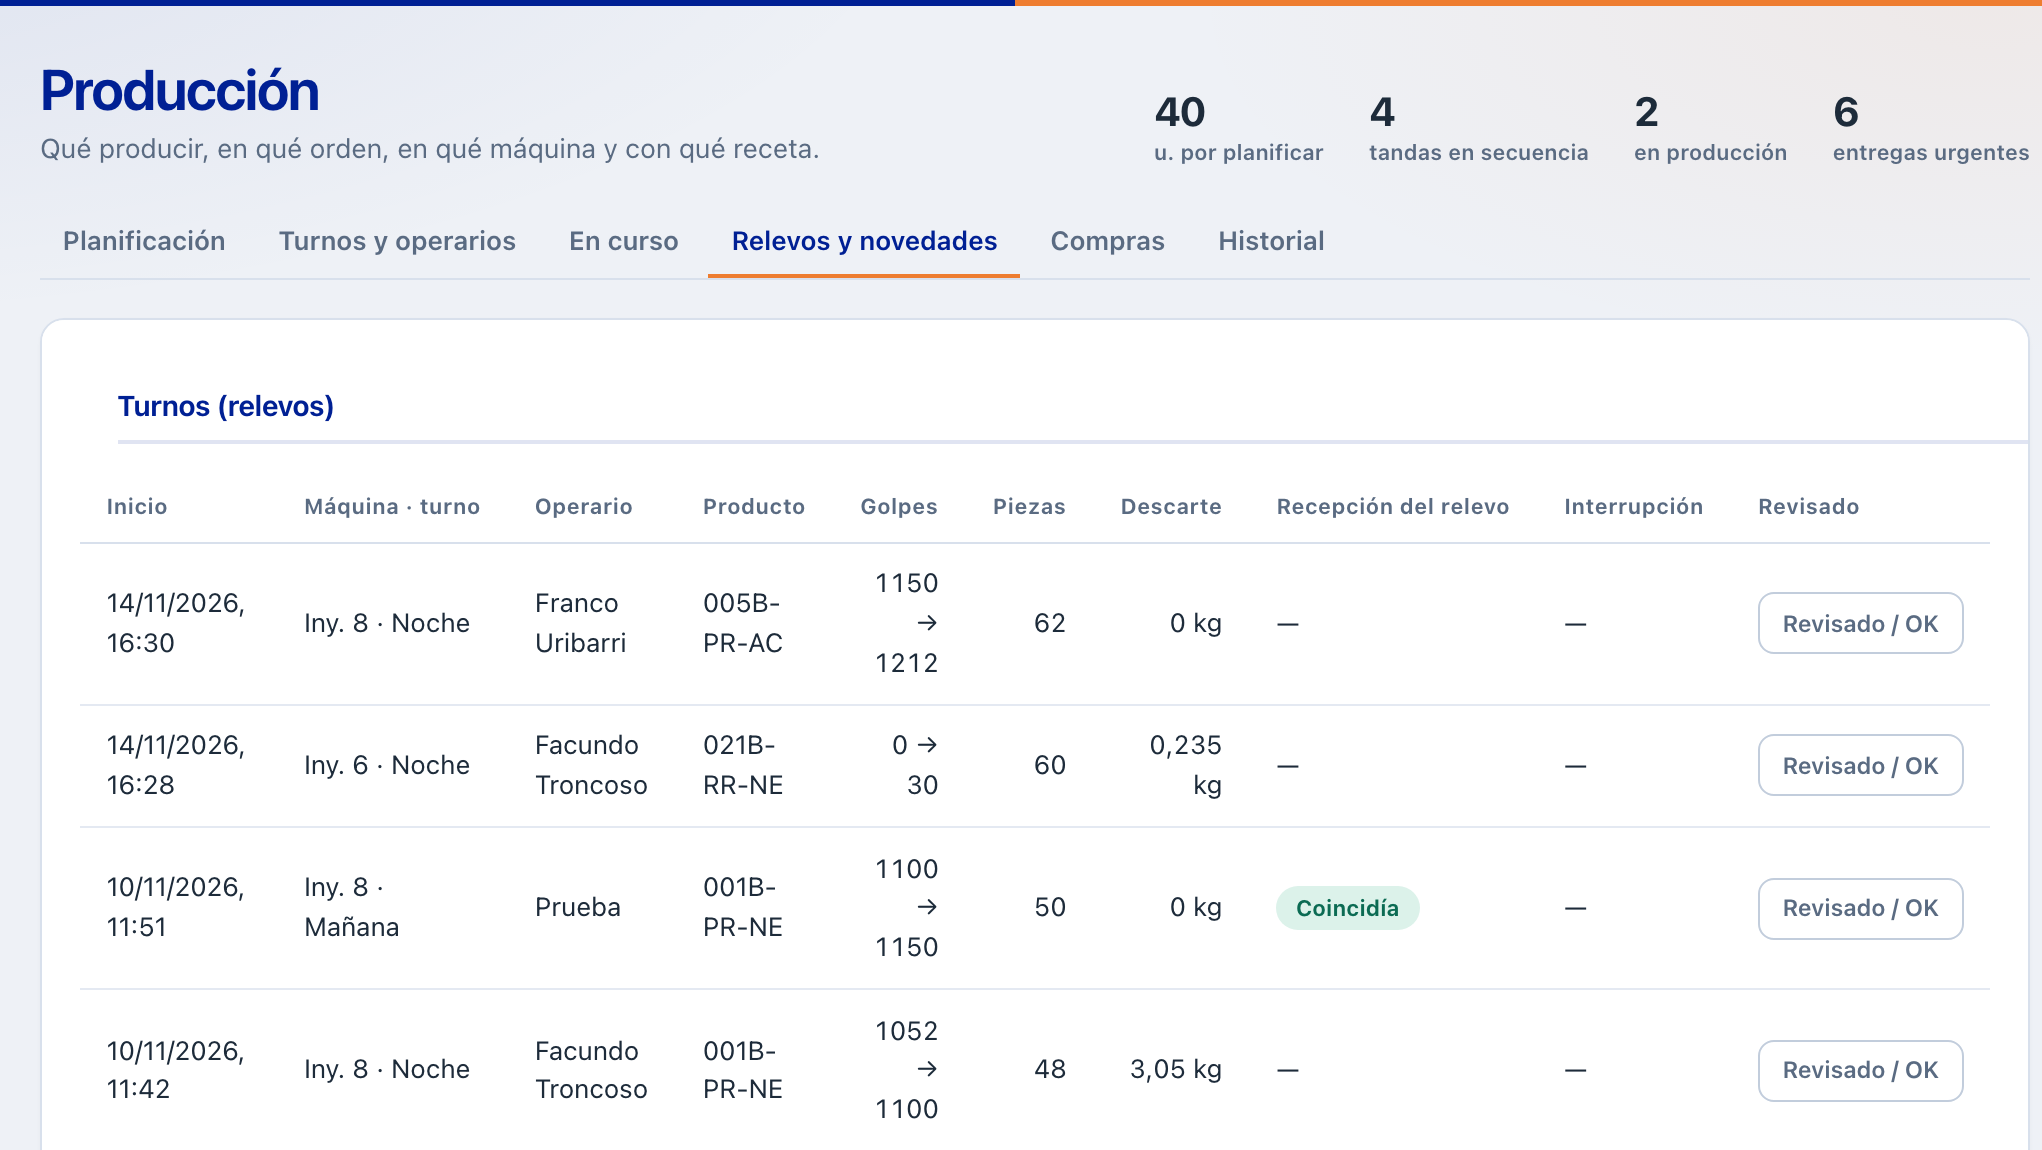 Producción
Qué producir, en qué orden, en qué máquina y con qué receta.
40
u. por planificar
4
tandas en secuencia
2
en producción
6
entregas urgentes
Planificación
Turnos y operarios
En curso
Relevos y novedades
Compras
Historial
Turnos (relevos)
Inicio
Máquina · turno
Operario
Producto
Golpes
Piezas
Descarte
Recepción del relevo
Interrupción
Revisado
14/11/2026,
16:30
Iny. 8 · Noche
Franco
Uribarri
005B-
PR-AC
1150
→
1212
62
0 kg
—
—
Revisado / OK
14/11/2026,
16:28
Iny. 6 · Noche
Facundo
Troncoso
021B-
RR-NE
0 →
30
60
0,235
kg
—
—
Revisado / OK
10/11/2026,
11:51
Iny. 8 ·
Mañana
Prueba
001B-
PR-NE
1100
→
1150
50
0 kg
Coincidía
—
Revisado / OK
10/11/2026,
11:42
Iny. 8 · Noche
Facundo
Troncoso
001B-
PR-NE
1052
→
1100
48
3,05 kg
—
—
Revisado / OK